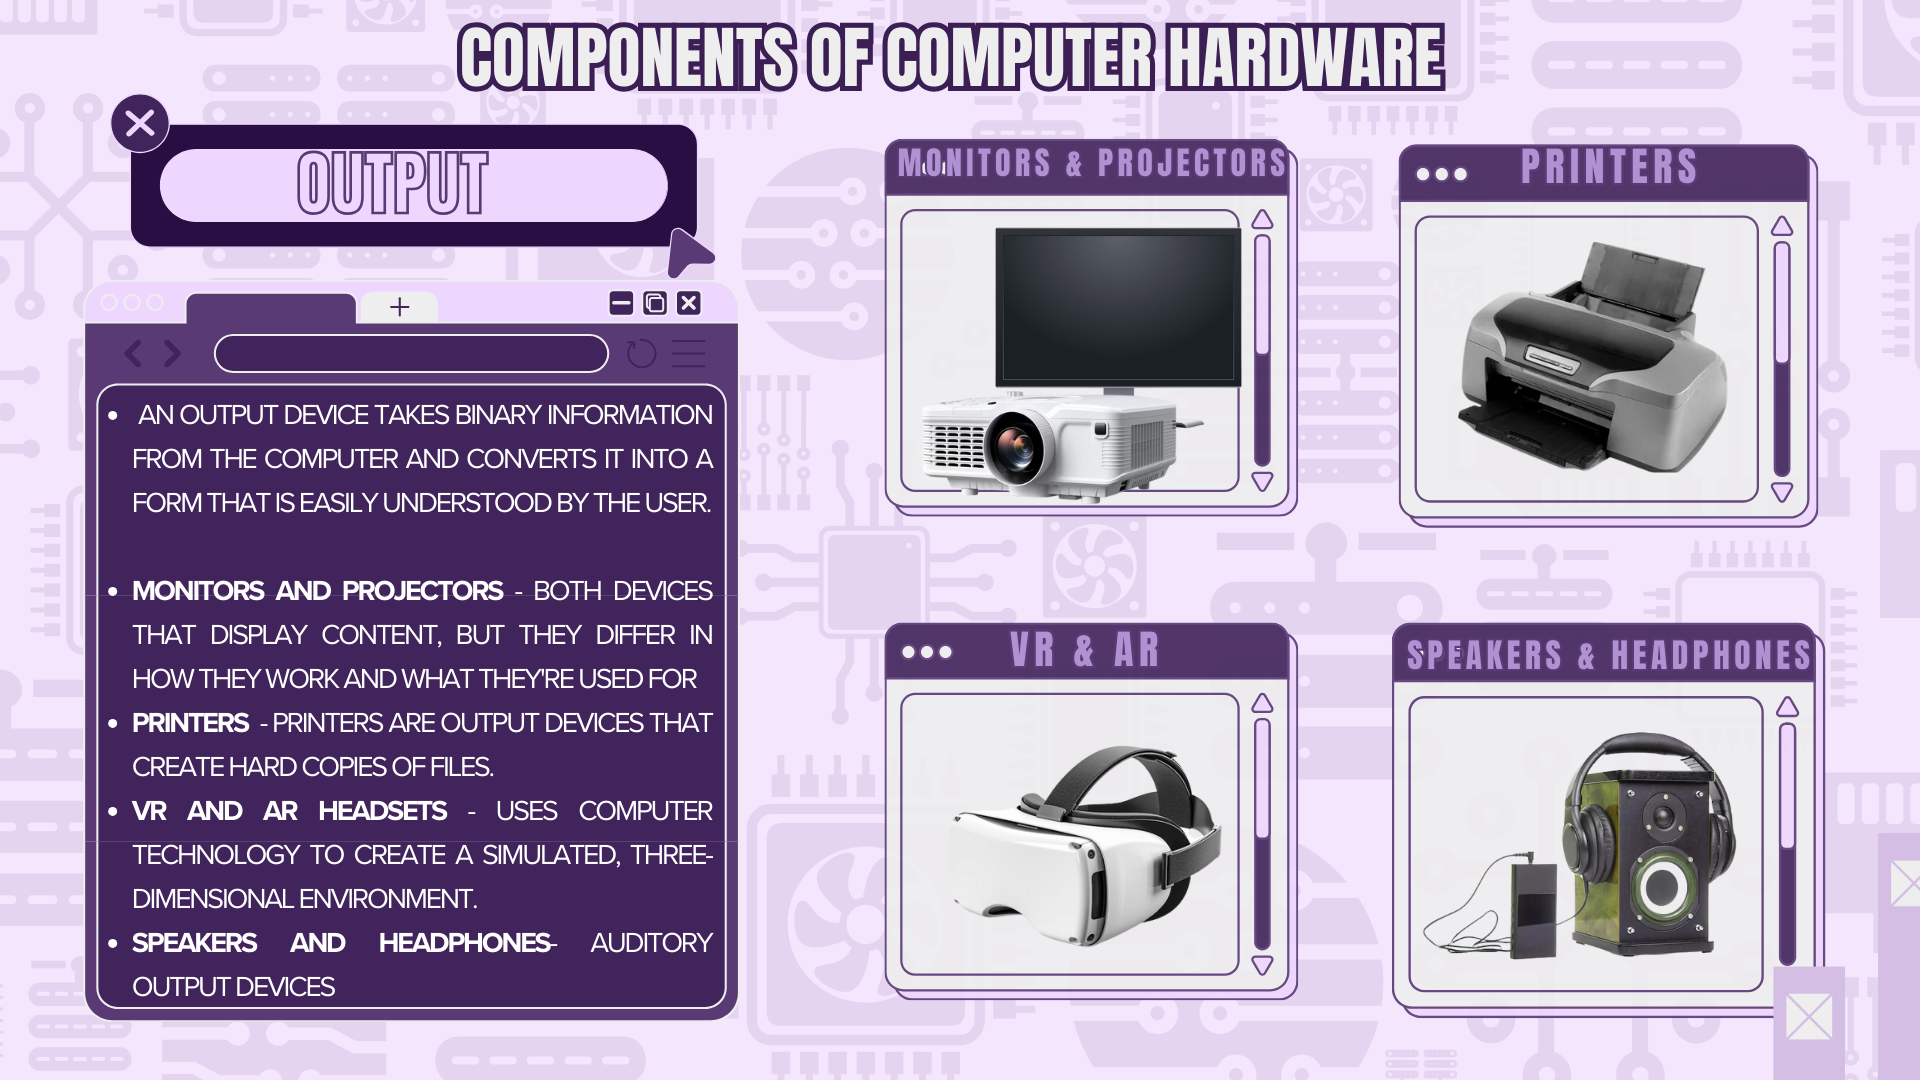 COMPONENTS OF COMPUTER HARDWARE
OUTPUT
• AN OUTPUT DEVICE TAKES BINARY INFORMATION
FROM THE COMPUTER AND CONVERTS IT INTO A
FORM THAT IS EASILY UNDERSTOOD BY THE USER.
• MONITORS AND PROJECTORS - BOTH DEVICES
THAT DISPLAY CONTENT, BUT THEY DIFFER IN
HOW THEY WORK AND WHAT THEY'RE USED FOR
• PRINTERS - PRINTERS ARE OUTPUT DEVICES THAT
CREATE HARD COPIES OF FILES.
• VR AND AR HEADSETS - USES COMPUTER
TECHNOLOGY TO CREATE A SIMULATED, THREE-
DIMENSIONAL ENVIRONMENT.
• SPEAKERS AND HEADPHONES- AUDITORY
OUTPUT DEVICES
MONITORS & PROJECTORS
PRINTERS
VR & AR
SPEAKERS & HEADPHONES